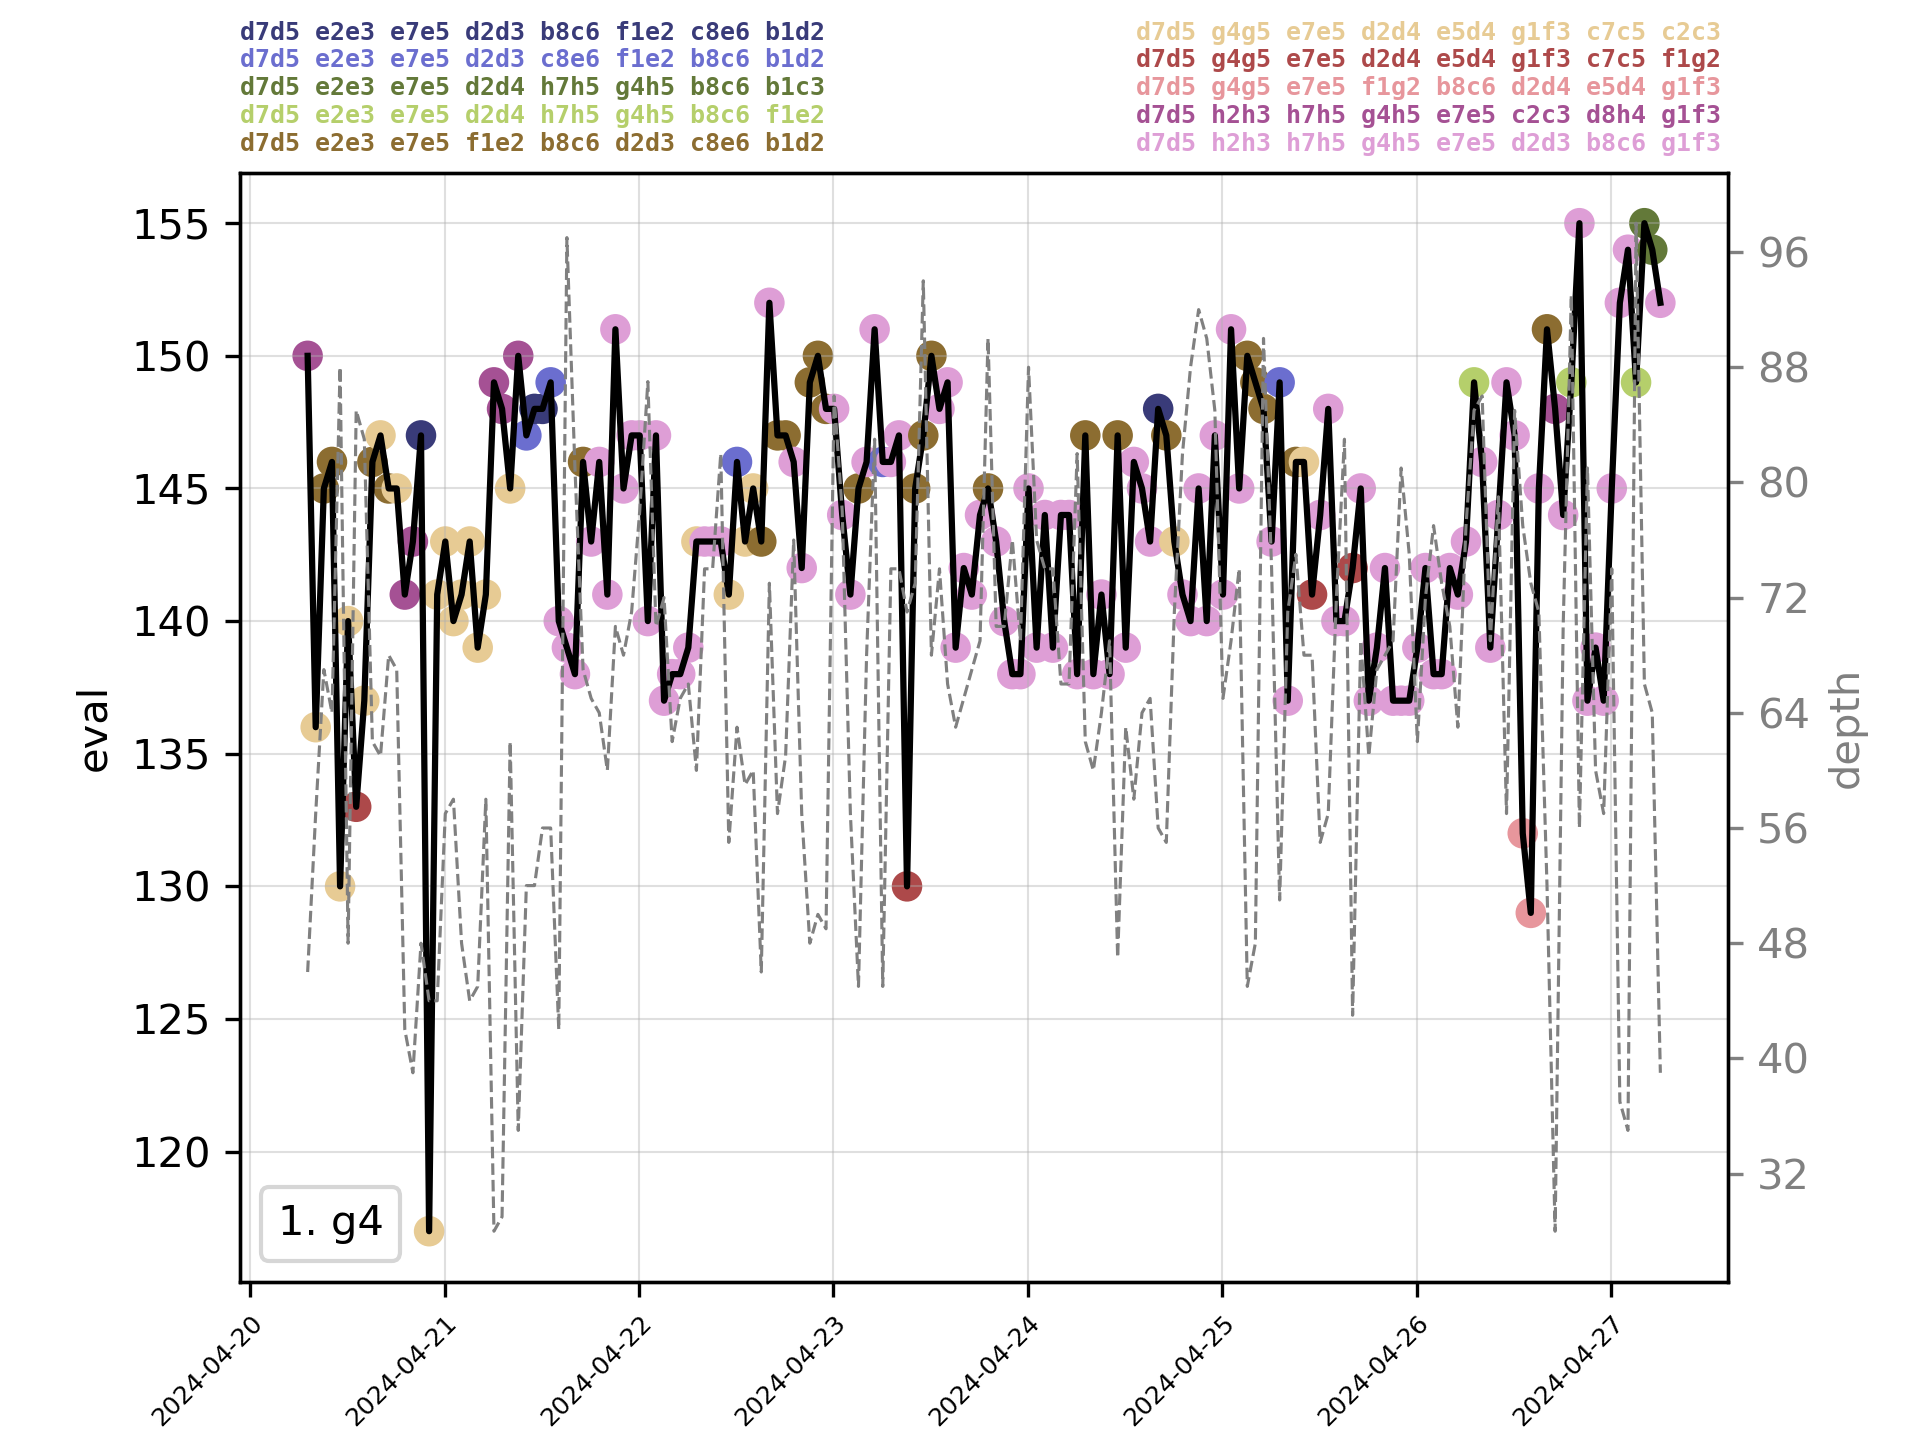 d7d5 e2e3 e7e5 d2d3 b8c6 f1e2 c8e6 b1d2
d7d5 e2e3 e7e5 d2d3 c8e6 f1e2 b8c6 b1d2
d7d5 e2e3 e7e5 d2d4 h7h5 g4h5 b8c6 b1c3
d7d5 e2e3 e7e5 d2d4 h7h5 g4h5 b8c6 f1e2
d7d5 e2e3 e7e5 f1e2 b8c6 d2d3 c8e6 b1d2
d7d5 g4g5 e7e5 d2d4 e5d4 g1f3 c7c5 c2c3
d7d5 g4g5 e7e5 d2d4 e5d4 g1f3 c7c5 f1g2
d7d5 g4g5 e7e5 f1g2 b8c6 d2d4 e5d4 g1f3
d7d5 h2h3 h7h5 g4h5 e7e5 c2c3 d8h4 g1f3
d7d5 h2h3 h7h5 g4h5 e7e5 d2d3 b8c6 g1f3
155
150
145
140
135
130
125
120
eval
96
88
80
72
64
56
48
40
32
depth
1. g4
2024-04-20
2024-04-21
2024-04-22
2024-04-23
2024-04-24
2024-04-25
2024-04-26
2024-04-27